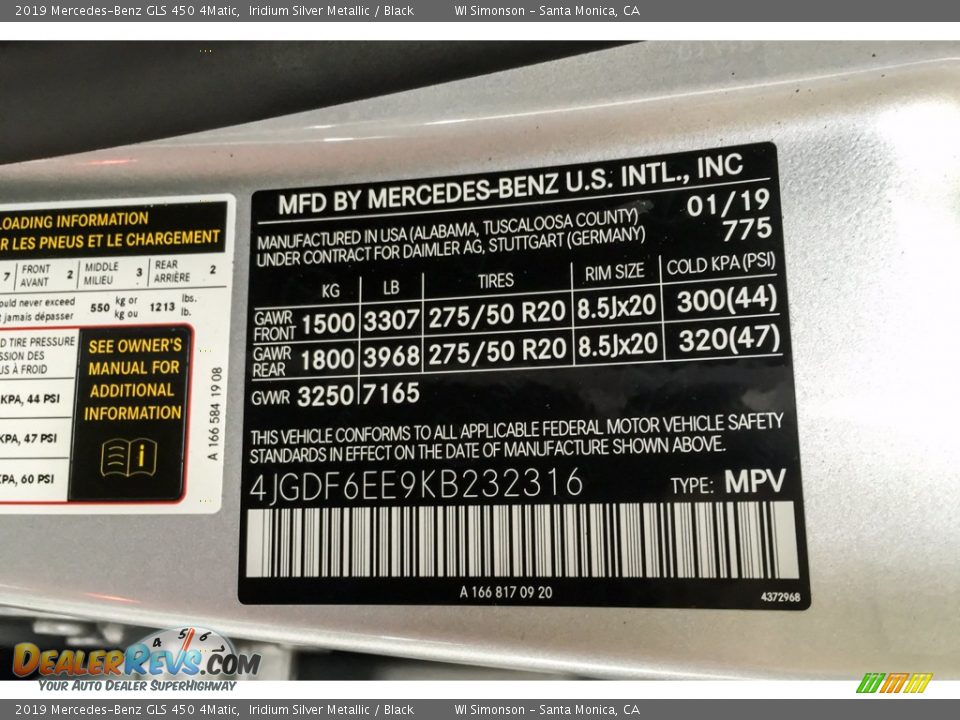 2019 Mercedes-Benz GLS 450 4Matic, Iridium Silver Metallic / Black WI Simonson - Santa Monica, CA
LOADING INFORMATION
R LES PNEUS ET LE CHARGEMENT
7 FRONT AVANT 2 MIDDLE MILIEU 3 REAR ARRIÈRE 2
ould never exceed 550 kg or 1213 lbs.
t jamais dépasser kg ou lb.
D TIRE PRESSURE
SSION DES
US À FROID
KPA, 44 PSI
KPA, 47 PSI
KPA, 60 PSI
SEE OWNER'S
MANUAL FOR
ADDITIONAL
INFORMATION
i
A 166 584 19 08
MFD BY MERCEDES-BENZ U.S. INTL., INC
MANUFACTURED IN USA (ALABAMA, TUSCALOOSA COUNTY) 01/19
UNDER CONTRACT FOR DAIMLER AG, STUTTGART (GERMANY) 775
KG LB TIRES RIM SIZE COLD KPA (PSI)
GAWR FRONT 1500 3307 275/50 R20 8.5Jx20 300(44)
GAWR REAR 1800 3968 275/50 R20 8.5Jx20 320(47)
GVWR 3250 7165
THIS VEHICLE CONFORMS TO ALL APPLICABLE FEDERAL MOTOR VEHICLE SAFETY
STANDARDS IN EFFECT ON THE DATE OF MANUFACTURE SHOWN ABOVE.
4JGDF6EE9KB232316 TYPE: MPV
A 166 817 09 20 4372968
4 5 6
DEALERREVS.COM
YOUR AUTO DEALER SUPERHIGHWAY
2019 Mercedes-Benz GLS 450 4Matic, Iridium Silver Metallic / Black WI Simonson - Santa Monica, CA